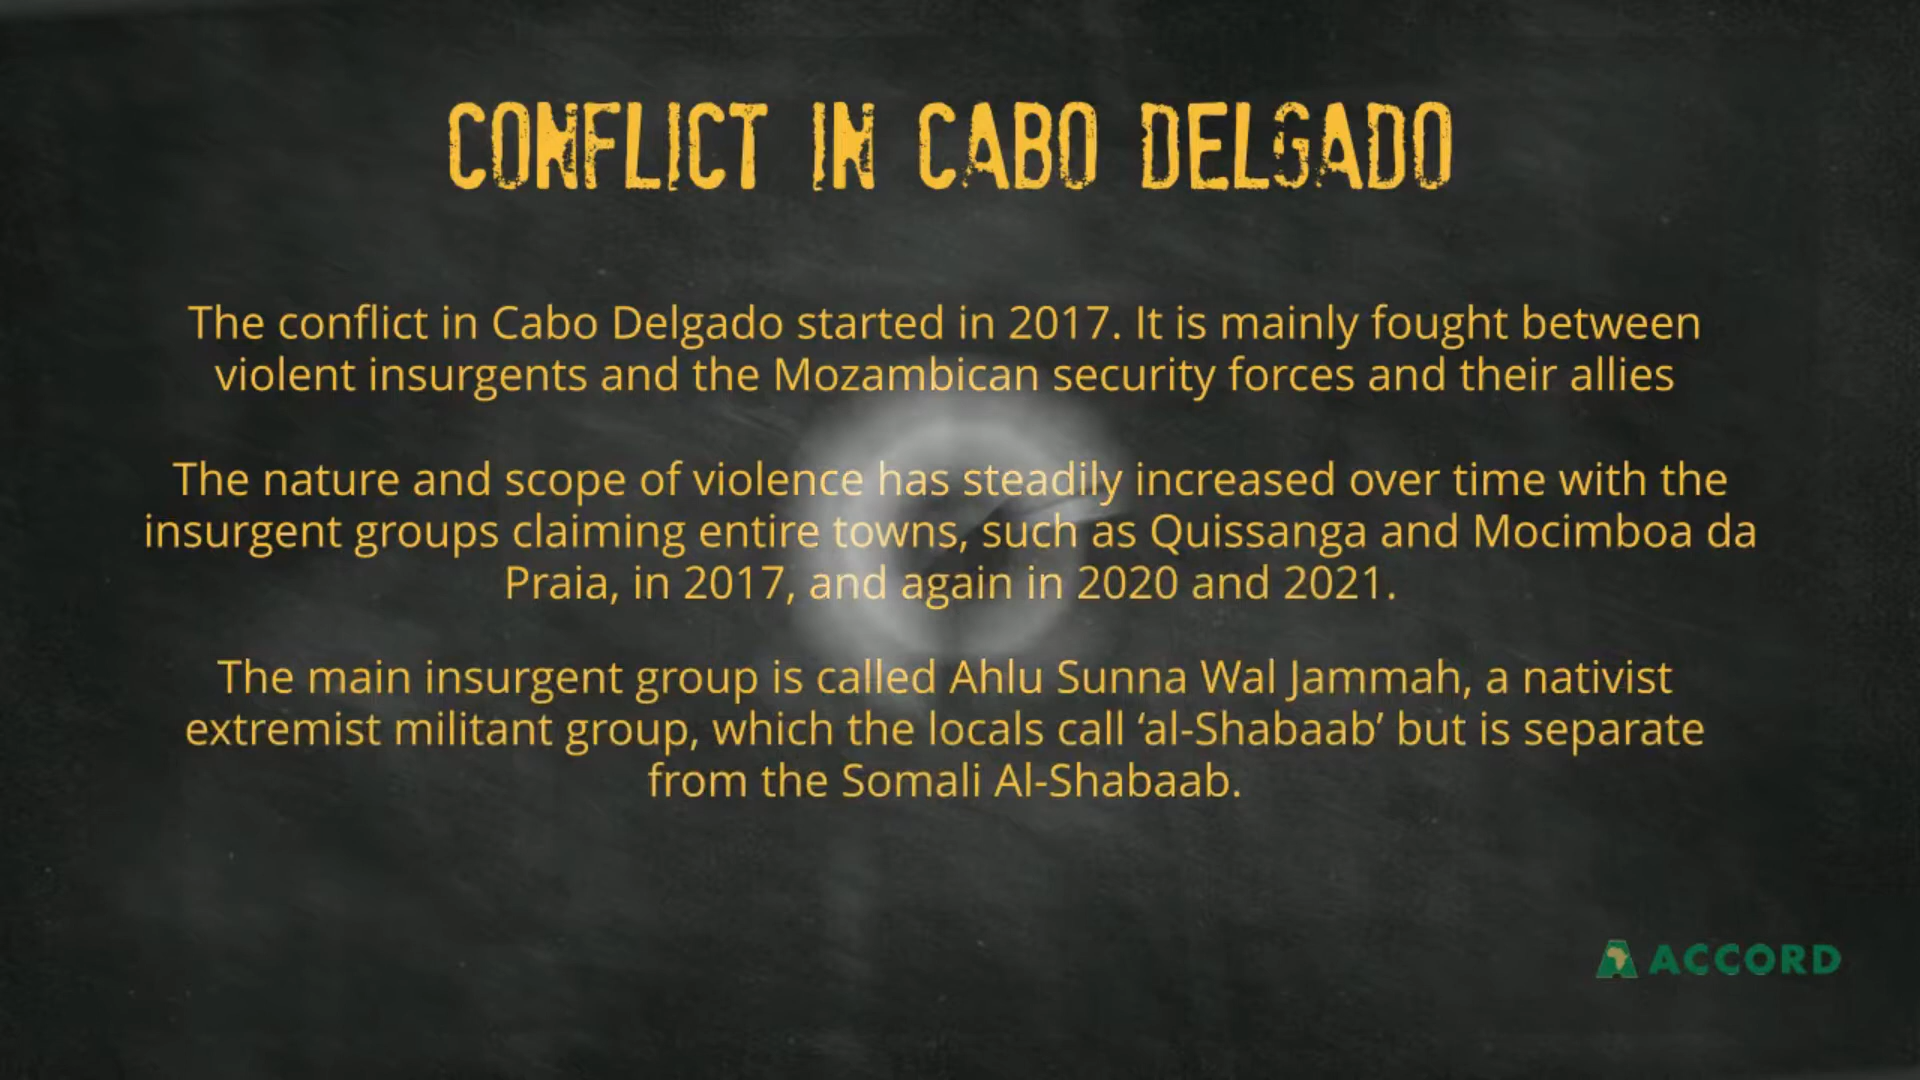 CONFLICT IN CABO DELGADO
The conflict in Cabo Delgado started in 2017. It is mainly fought between
violent insurgents and the Mozambican security forces and their allies
The nature and scope of violence has steadily increased over time with the
insurgent groups claiming entire towns, such as Quissanga and Mocimboa da
Praia, in 2017, and again in 2020 and 2021.
The main insurgent group is called Ahlu Sunna Wal Jammah, a nativist
extremist militant group, which the locals call ‘al-Shabaab’ but is separate
from the Somali Al-Shabaab.
ACCORD